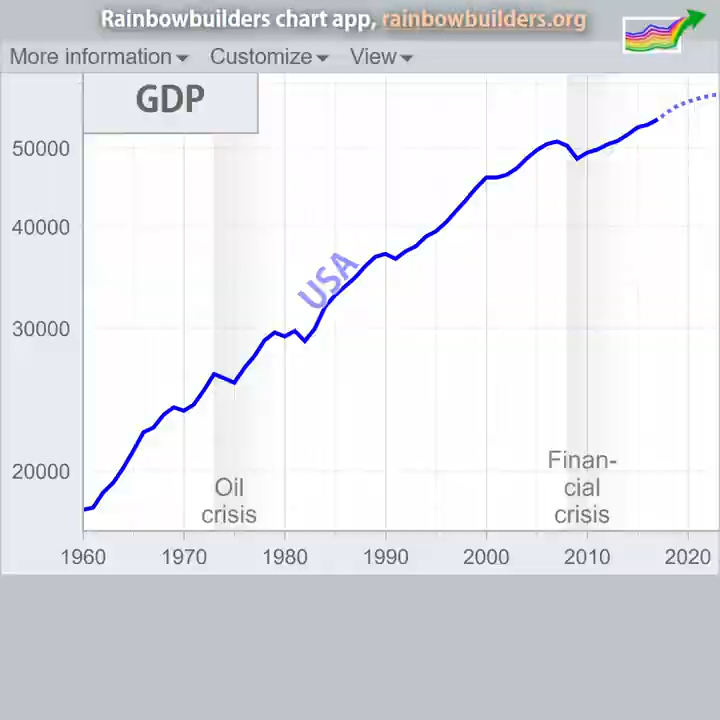 Rainbowbuilders chart app, rainbowbuilders.org
More information Customize View
GDP
50000
40000
30000
20000
USA
Oil
crisis
Finan-
cial
crisis
1960 1970 1980 1990 2000 2010 2020